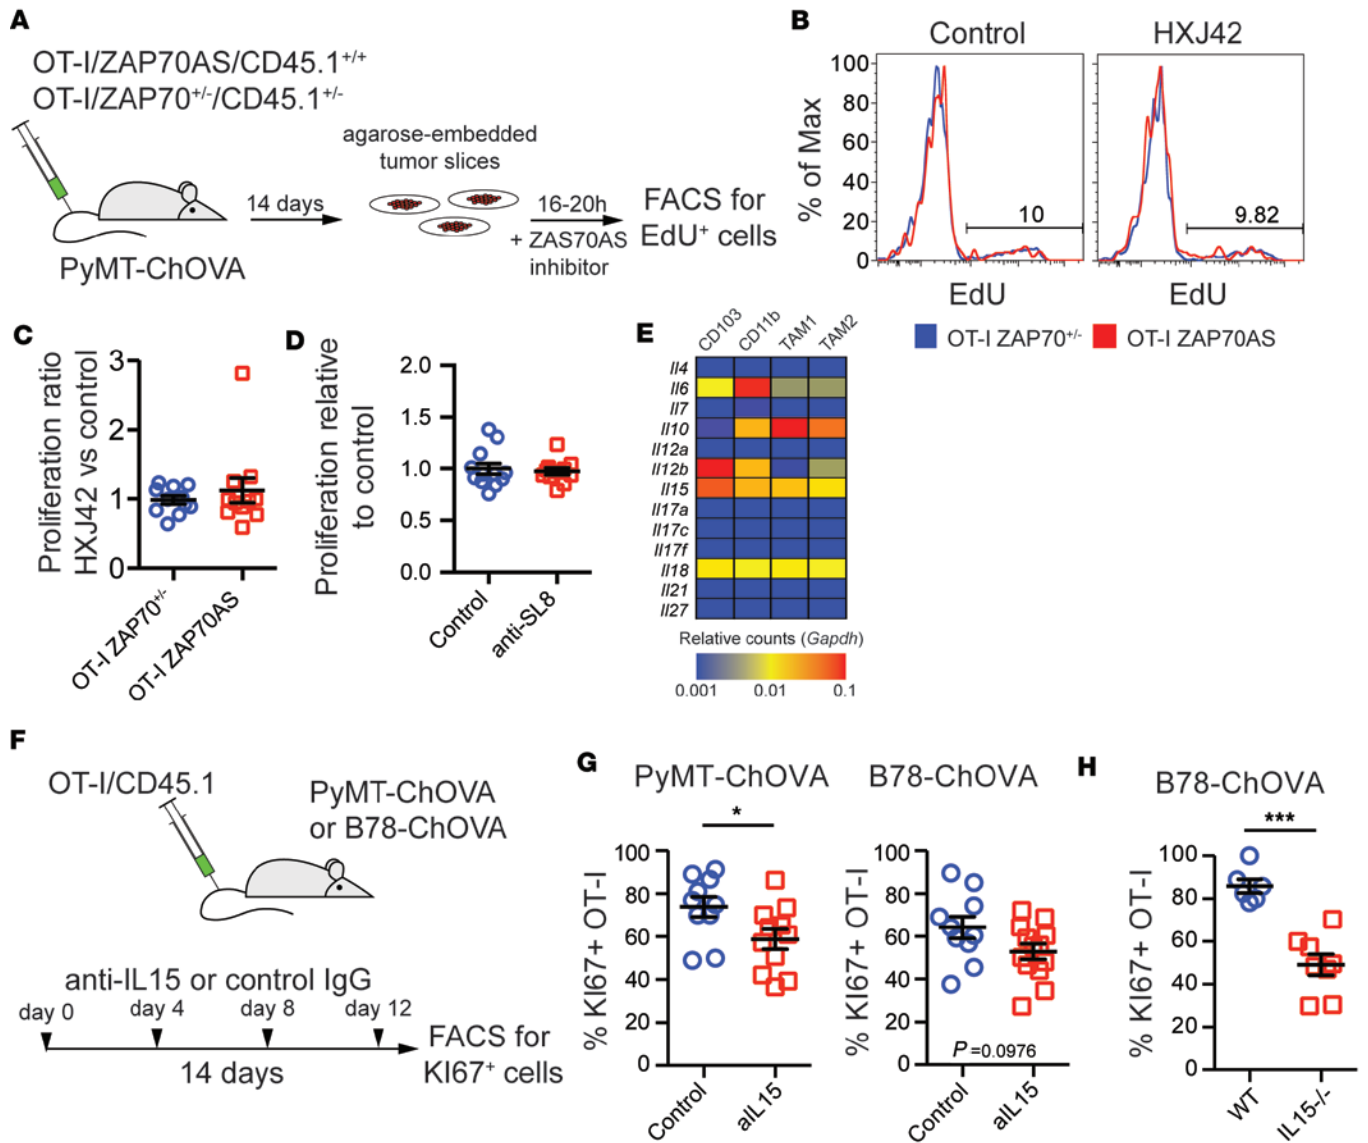 A
OT-I/ZAP70AS/CD45.1+/+
OT-I/ZAP70+/-/CD45.1+/-
agarose-embedded
tumor slices
14 days
16-20h
+ ZAS70AS
inhibitor
FACS for
EdU+ cells
PyMT-ChOVA
B
Control
HXJ42
% of Max
100
80
60
40
20
0
10
9.82
EdU
EdU
OT-I ZAP70+/-
OT-I ZAP70AS
C
Proliferation ratio
HXJ42 vs control
3
2
1
0
OT-I ZAP70+/-
OT-I ZAP70AS
D
Proliferation relative
to control
2.0
1.5
1.0
0.5
0.0
Control
anti-SL8
E
CD103
CD11b
TAM1
TAM2
Il4
Il6
Il7
Il10
Il12a
Il12b
Il15
Il17a
Il17c
Il17f
Il18
Il21
Il27
Relative counts (Gapdh)
0.001
0.01
0.1
F
OT-I/CD45.1
PyMT-ChOVA
or B78-ChOVA
anti-IL15 or control IgG
day 0
day 4
day 8
day 12
14 days
FACS for
KI67+ cells
G
PyMT-ChOVA
*
% KI67+ OT-I
100
80
60
40
20
0
Control
aIL15
B78-ChOVA
% KI67+ OT-I
100
80
60
40
20
0
P =0.0976
Control
aIL15
H
B78-ChOVA
***
% KI67+ OT-I
100
80
60
40
20
0
WT
IL15-/-